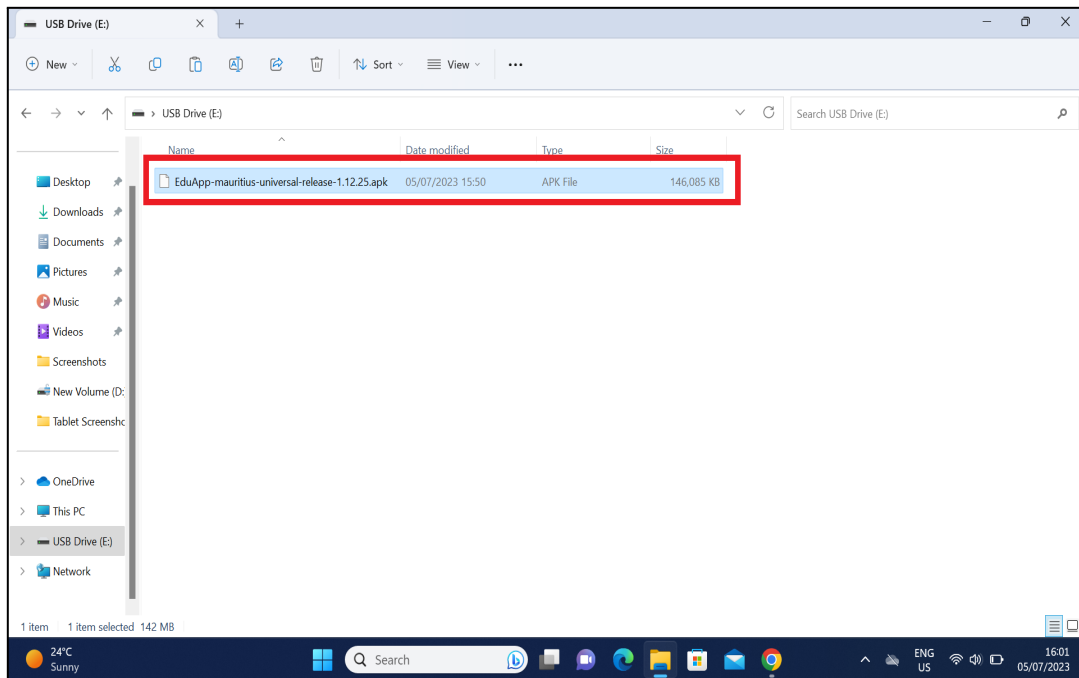 USB Drive (E:)
New
Sort
View
USB Drive (E:)
Search USB Drive (E:)
Name Date modified Type Size
EduApp-mauritius-universal-release-1.12.25.apk 05/07/2023 15:50 APK File 146,085 KB
Desktop
Downloads
Documents
Pictures
Music
Videos
Screenshots
New Volume (D:
Tablet Screensho
OneDrive
This PC
USB Drive (E:)
Network
1 item 1 item selected 142 MB
24°C
Sunny
Search
ENG
US
16:01
05/07/2023